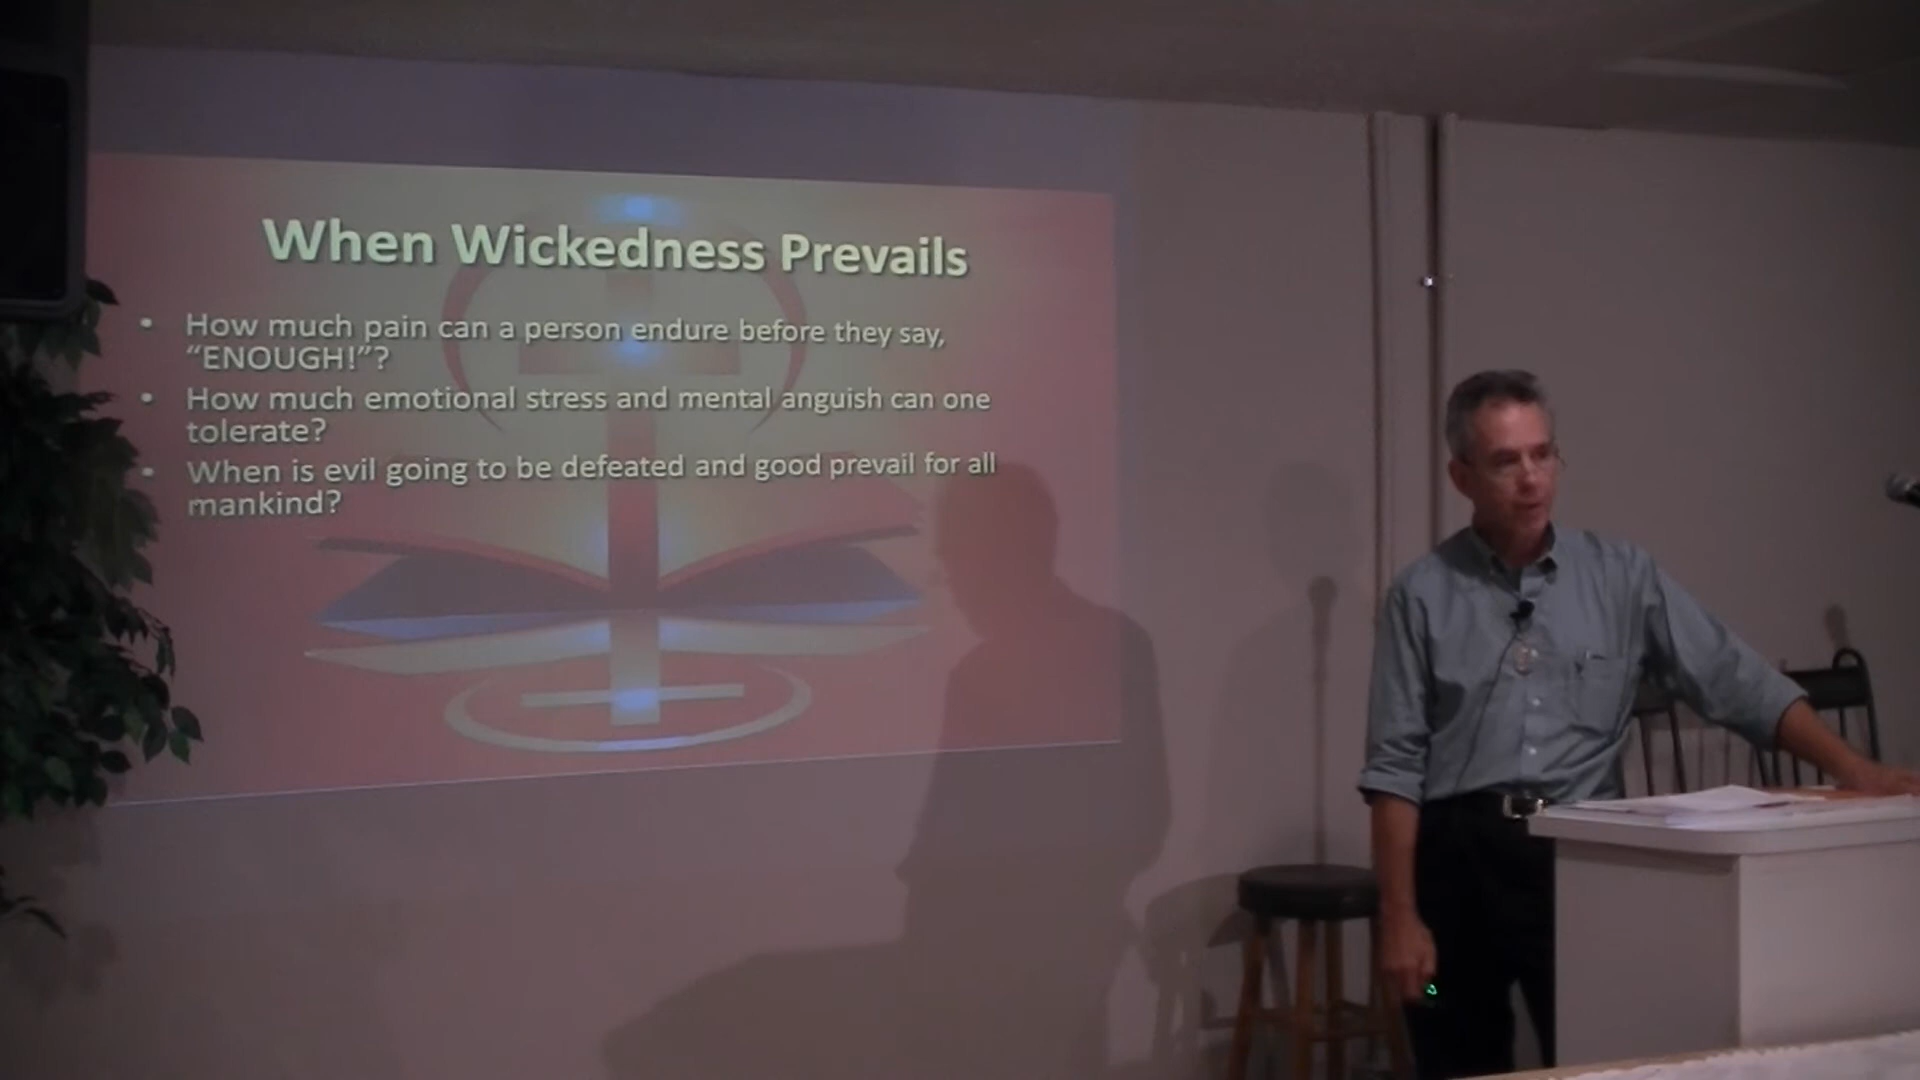 When Wickedness Prevails
• How much pain can a person endure before they say,
“ENOUGH!”?
• How much emotional stress and mental anguish can one
tolerate?
• When is evil going to be defeated and good prevail for all
mankind?